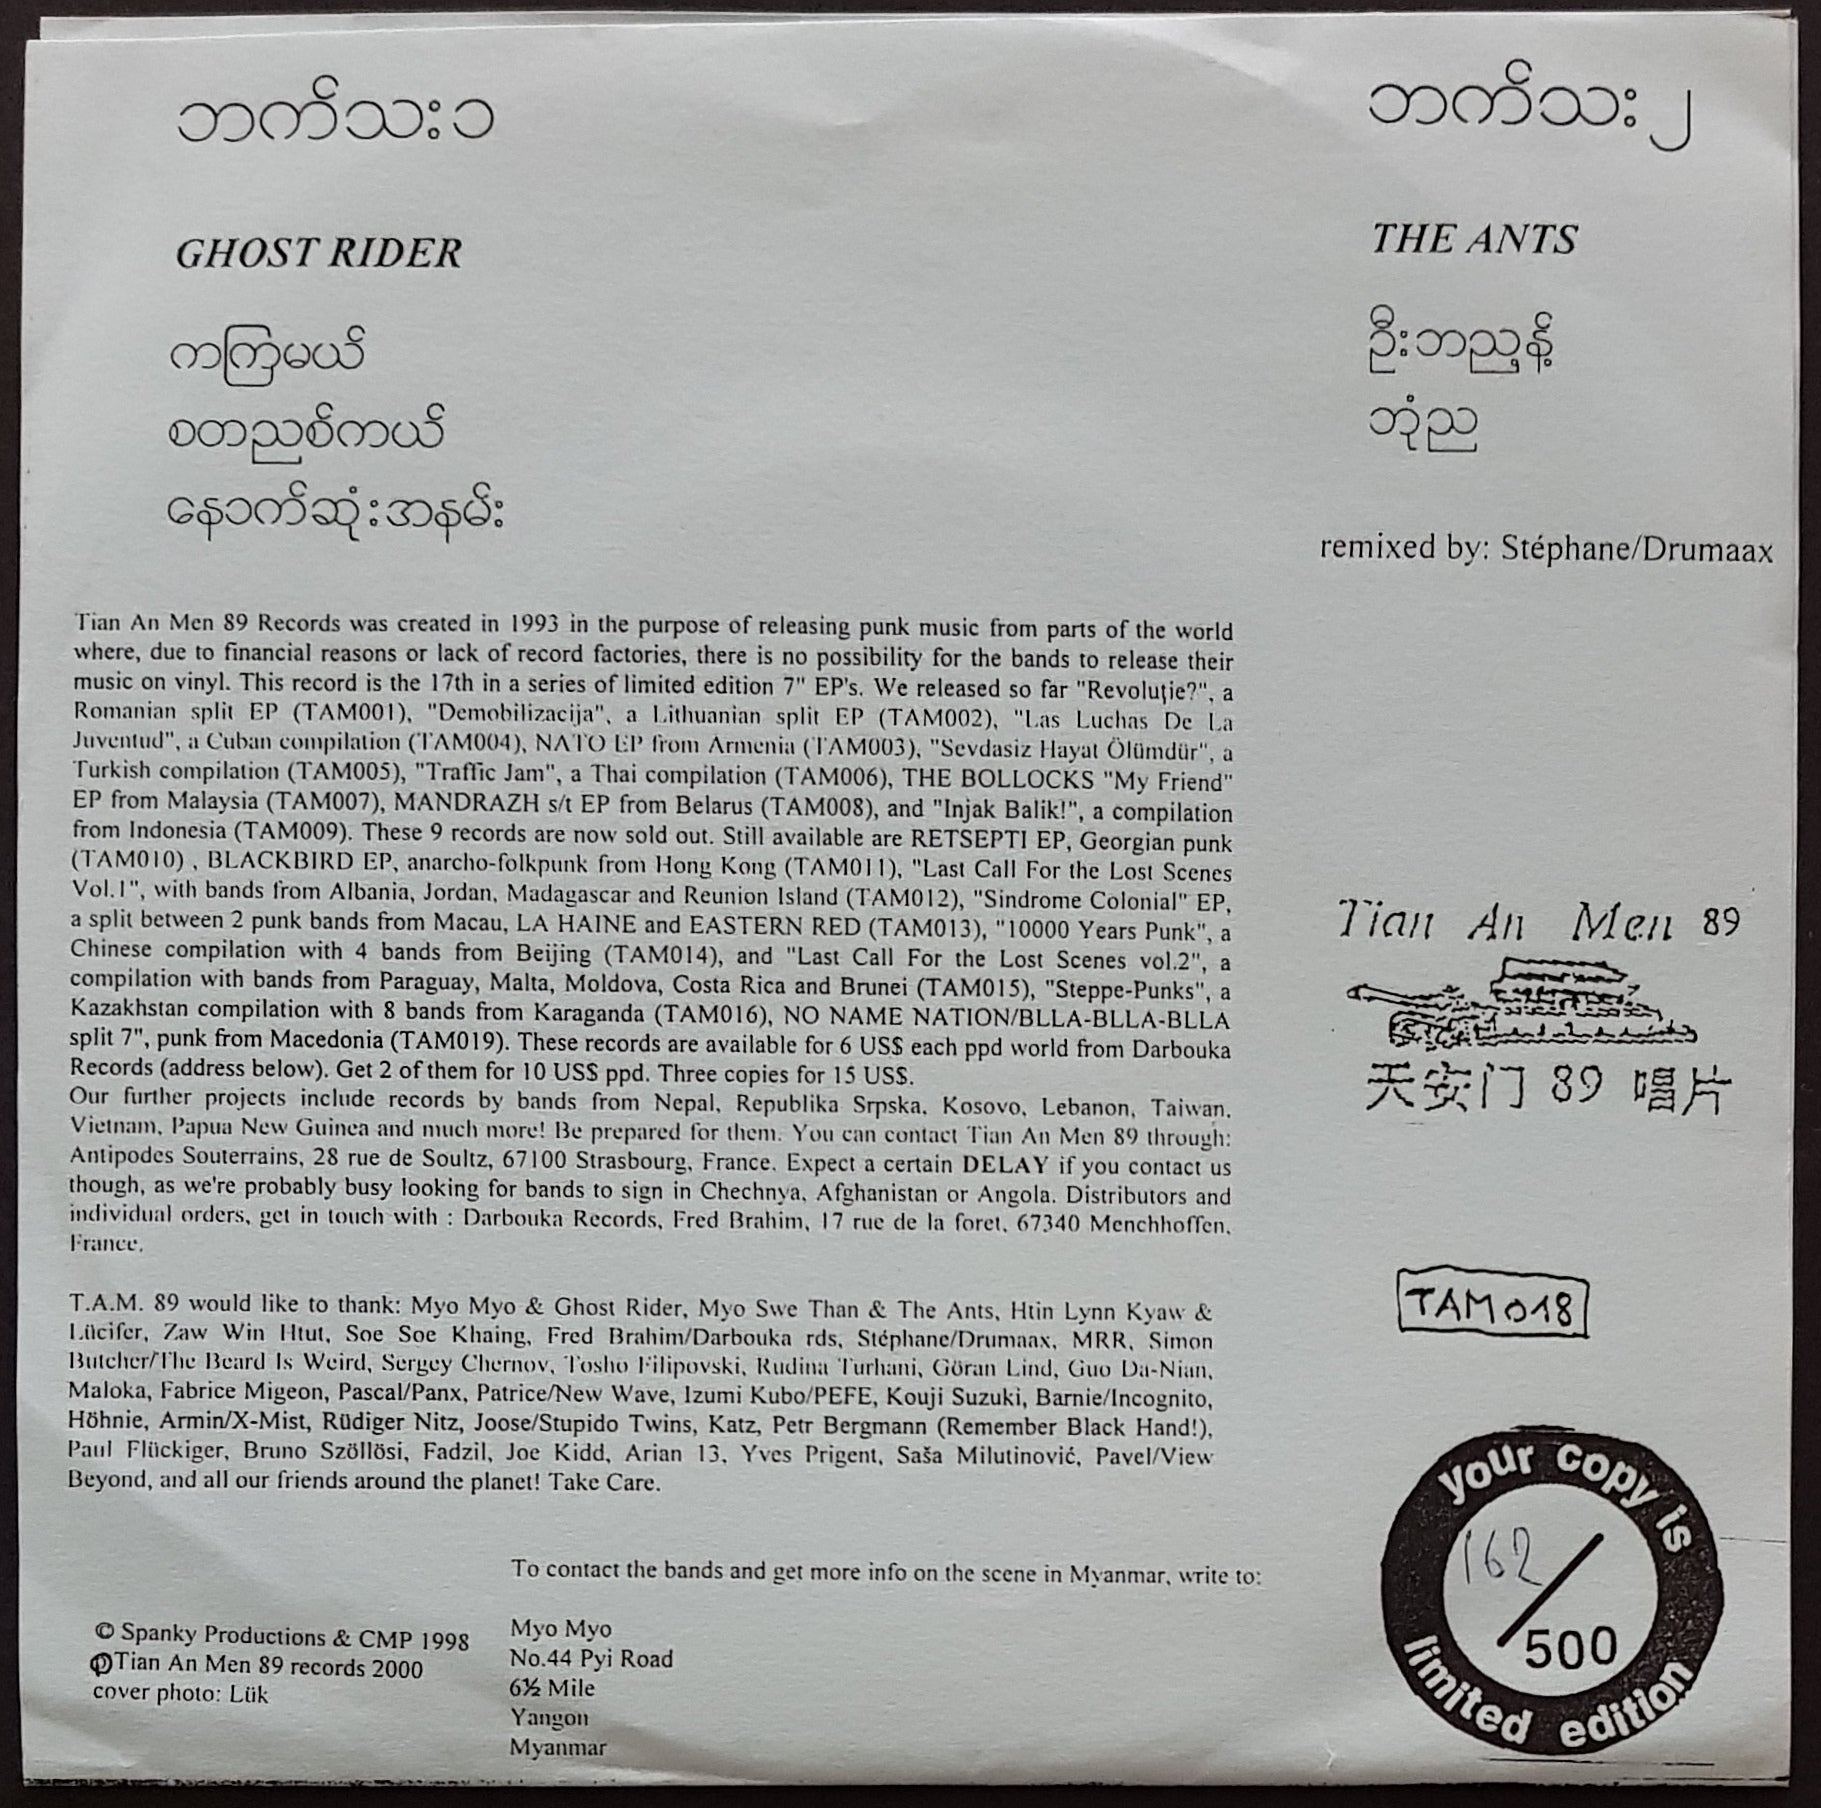 ဘက်သး၁
ဘက်သး၂
GHOST RIDER
THE ANTS
ကကြမယ်
စတညစ်ကယ်
နောက်ဆုံးအနမ်း
ဦးဘညွန့်
ဘုံည
remixed by: Stéphane/Drumaax
Tian An Men 89 Records was created in 1993 in the purpose of releasing punk music from parts of the world
where, due to financial reasons or lack of record factories, there is no possibility for the bands to release their
music on vinyl. This record is the 17th in a series of limited edition 7" EP's. We released so far "Revoluţie?", a
Romanian split EP (TAM001), "Demobilizacija", a Lithuanian split EP (TAM002), "Las Luchas De La
Juventud", a Cuban compilation (TAM004), NATO EP from Armenia (TAM003), "Sevdasiz Hayat Ölümdür", a
Turkish compilation (TAM005), "Traffic Jam", a Thai compilation (TAM006), THE BOLLOCKS "My Friend"
EP from Malaysia (TAM007), MANDRAZH s/t EP from Belarus (TAM008), and "Injak Balik!", a compilation
from Indonesia (TAM009). These 9 records are now sold out. Still available are RETSEPTI EP, Georgian punk
(TAM010) , BLACKBIRD EP, anarcho-folkpunk from Hong Kong (TAM011), "Last Call For the Lost Scenes
Vol.1", with bands from Albania, Jordan, Madagascar and Reunion Island (TAM012), "Sindrome Colonial" EP,
a split between 2 punk bands from Macau, LA HAINE and EASTERN RED (TAM013), "10000 Years Punk", a
Chinese compilation with 4 bands from Beijing (TAM014), and "Last Call For the Lost Scenes vol.2", a
compilation with bands from Paraguay, Malta, Moldova, Costa Rica and Brunei (TAM015), "Steppe-Punks", a
Kazakhstan compilation with 8 bands from Karaganda (TAM016), NO NAME NATION/BLLA-BLLA-BLLA
split 7", punk from Macedonia (TAM019). These records are available for 6 US$ each ppd world from Darbouka
Records (address below). Get 2 of them for 10 US$ ppd. Three copies for 15 US$.
Our further projects include records by bands from Nepal, Republika Srpska, Kosovo, Lebanon, Taiwan,
Vietnam, Papua New Guinea and much more! Be prepared for them. You can contact Tian An Men 89 through:
Antipodes Souterrains, 28 rue de Soultz, 67100 Strasbourg, France. Expect a certain DELAY if you contact us
though, as we're probably busy looking for bands to sign in Chechnya, Afghanistan or Angola. Distributors and
individual orders, get in touch with : Darbouka Records, Fred Brahim, 17 rue de la foret, 67340 Menchhoffen,
France.
Tian An Men 89
天安门 89 唱片
TAM018
T.A.M. 89 would like to thank: Myo Myo & Ghost Rider, Myo Swe Than & The Ants, Htin Lynn Kyaw &
Lücifer, Zaw Win Htut, Soe Soe Khaing, Fred Brahim/Darbouka rds, Stéphane/Drumaax, MRR, Simon
Butcher/The Beard Is Weird, Sergey Chernov, Tosho Filipovski, Rudina Turhani, Göran Lind, Guo Da-Nian,
Maloka, Fabrice Migeon, Pascal/Panx, Patrice/New Wave, Izumi Kubo/PEFE, Kouji Suzuki, Barnie/Incognito,
Höhnie, Armin/X-Mist, Rüdiger Nitz, Joose/Stupido Twins, Katz, Petr Bergmann (Remember Black Hand!),
Paul Flückiger, Bruno Szöllösi, Fadzil, Joe Kidd, Arian 13, Yves Prigent, Saša Milutinović, Pavel/View
Beyond, and all our friends around the planet! Take Care.
To contact the bands and get more info on the scene in Myanmar, write to:
Myo Myo
No.44 Pyi Road
6½ Mile
Yangon
Myanmar
© Spanky Productions & CMP 1998
℗Tian An Men 89 records 2000
cover photo: Lük
your copy is
162/500
limited edition